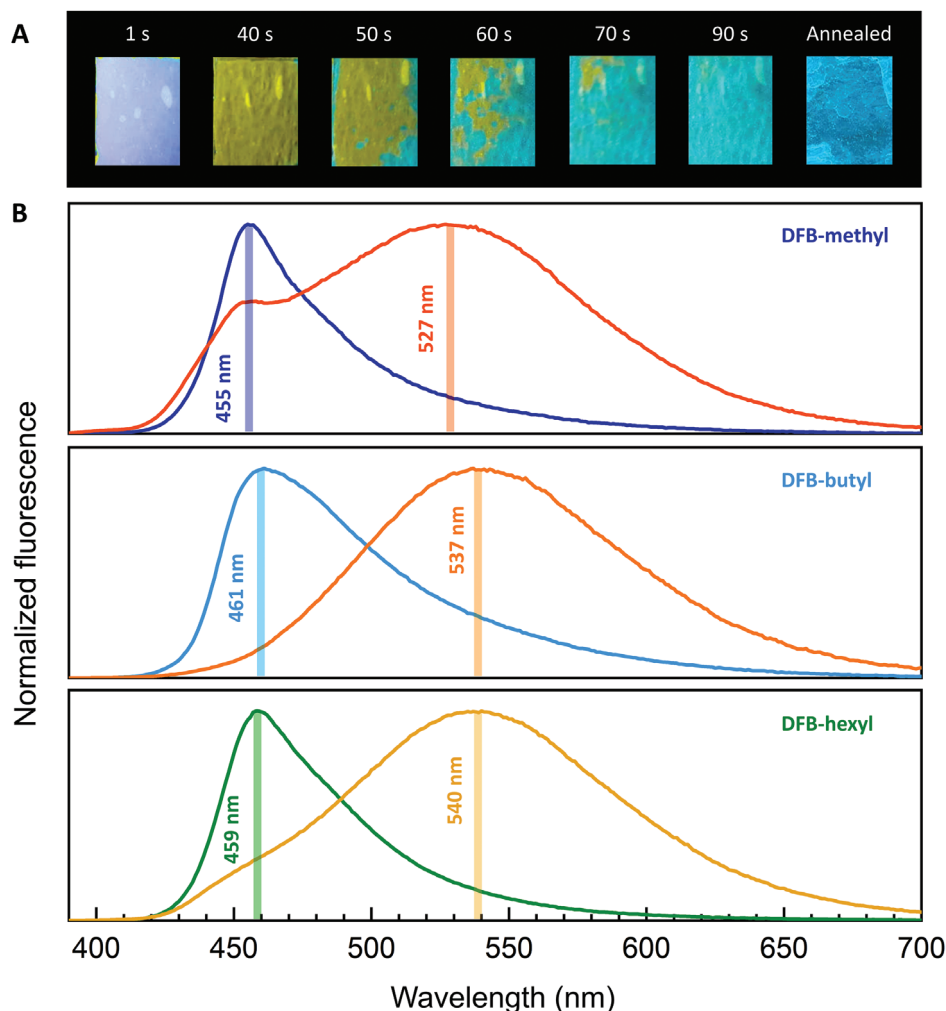 A
1 s 40 s 50 s 60 s 70 s 90 s Annealed
B
DFB-methyl
455 nm
527 nm
DFB-butyl
461 nm
537 nm
DFB-hexyl
459 nm
540 nm
Normalized fluorescence
400 450 500 550 600 650 700
Wavelength (nm)